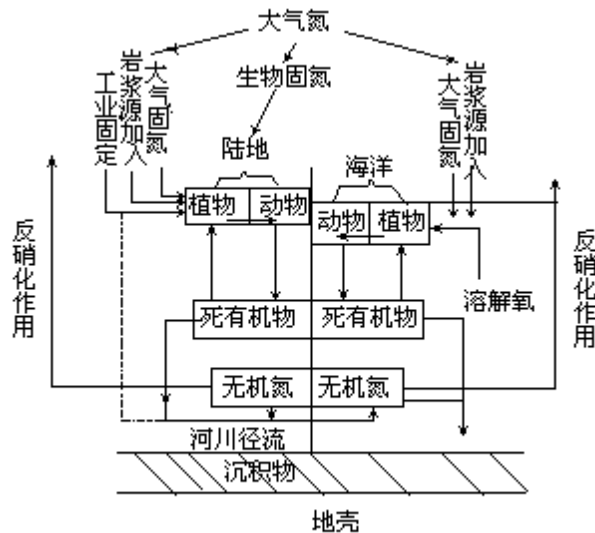 大气氮
生物固氮
工业固定
岩浆源加入
大气固氮
大气固氮
岩浆源加入
陆地
海洋
植物
动物
动物
植物
反硝化作用
反硝化作用
溶解氧
死有机物
死有机物
无机氮
无机氮
河川径流
沉积物
地壳